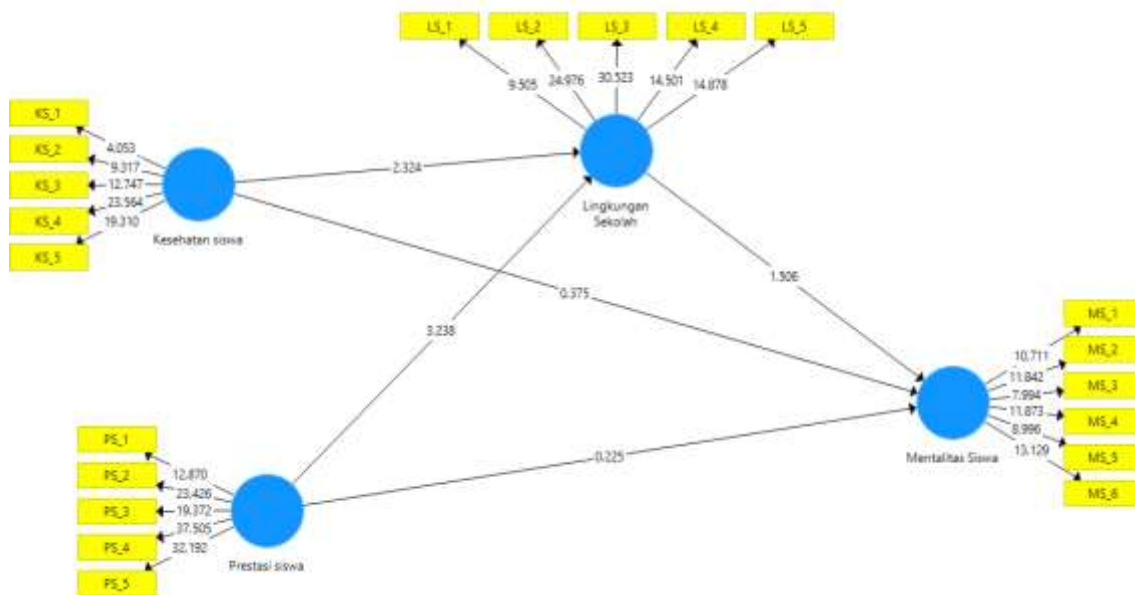 LS_1
LS_2
LS_3
LS_4
LS_5
9.505
24.976
30.523
14.501
14.878
KS_1
KS_2
KS_3
KS_4
KS_5
4.053
9.317
12.747
23.564
19.310
Kesehatan siswa
2.324
Lingkungan
Sekolah
0.375
1.506
3.238
MS_1
MS_2
MS_3
MS_4
MS_5
MS_6
10.711
11.842
7.994
11.873
8.996
13.129
Mentalitas Siswa
0.225
PS_1
PS_2
PS_3
PS_4
PS_5
12.870
23.426
19.372
37.505
32.192
Prestasi siswa